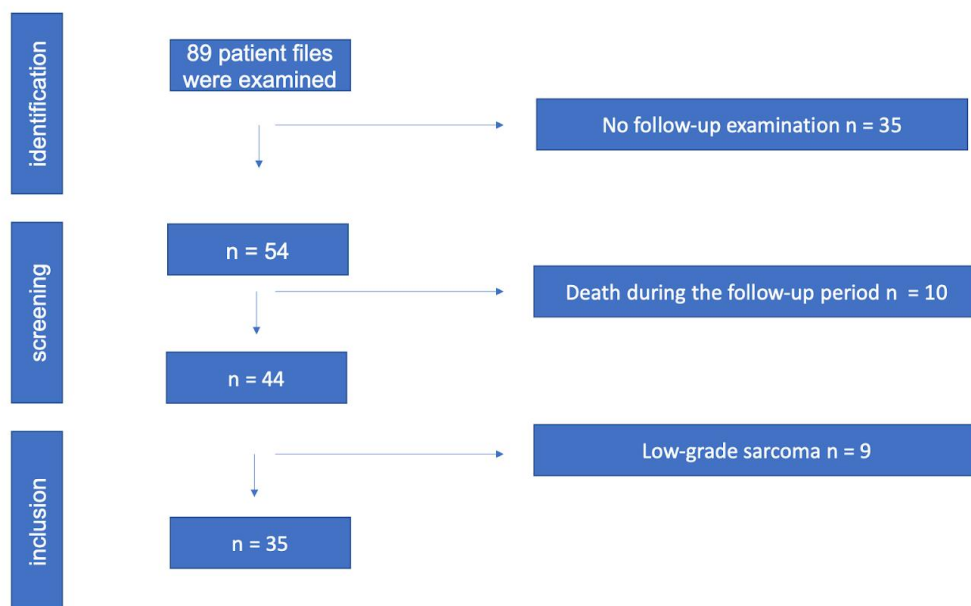 identification
89 patient files
were examined
No follow-up examination n = 35
screening
n = 54
Death during the follow-up period n  = 10
n = 44
inclusion
Low-grade sarcoma n = 9
n = 35